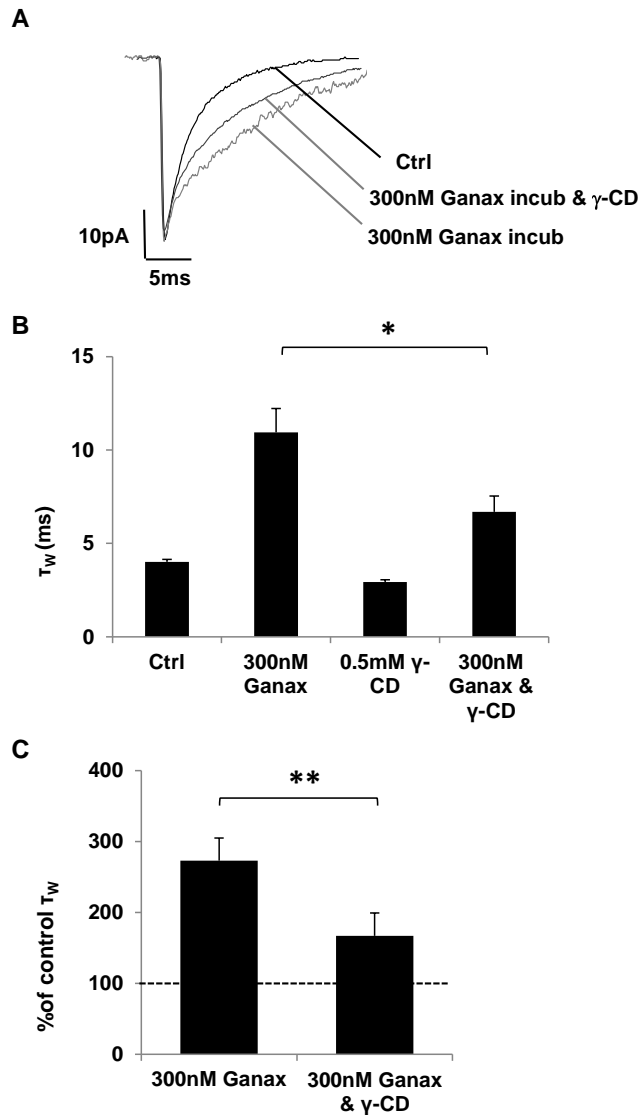 A
Ctrl
300nM Ganax incub & γ-CD
300nM Ganax incub
10pA
5ms
B
*
15
10
5
0
τW (ms)
Ctrl
300nM
Ganax
0.5mM γ-
CD
300nM
Ganax &
γ-CD
C
**
400
300
200
100
0
%of control τW
300nM Ganax
300nM Ganax
& γ-CD